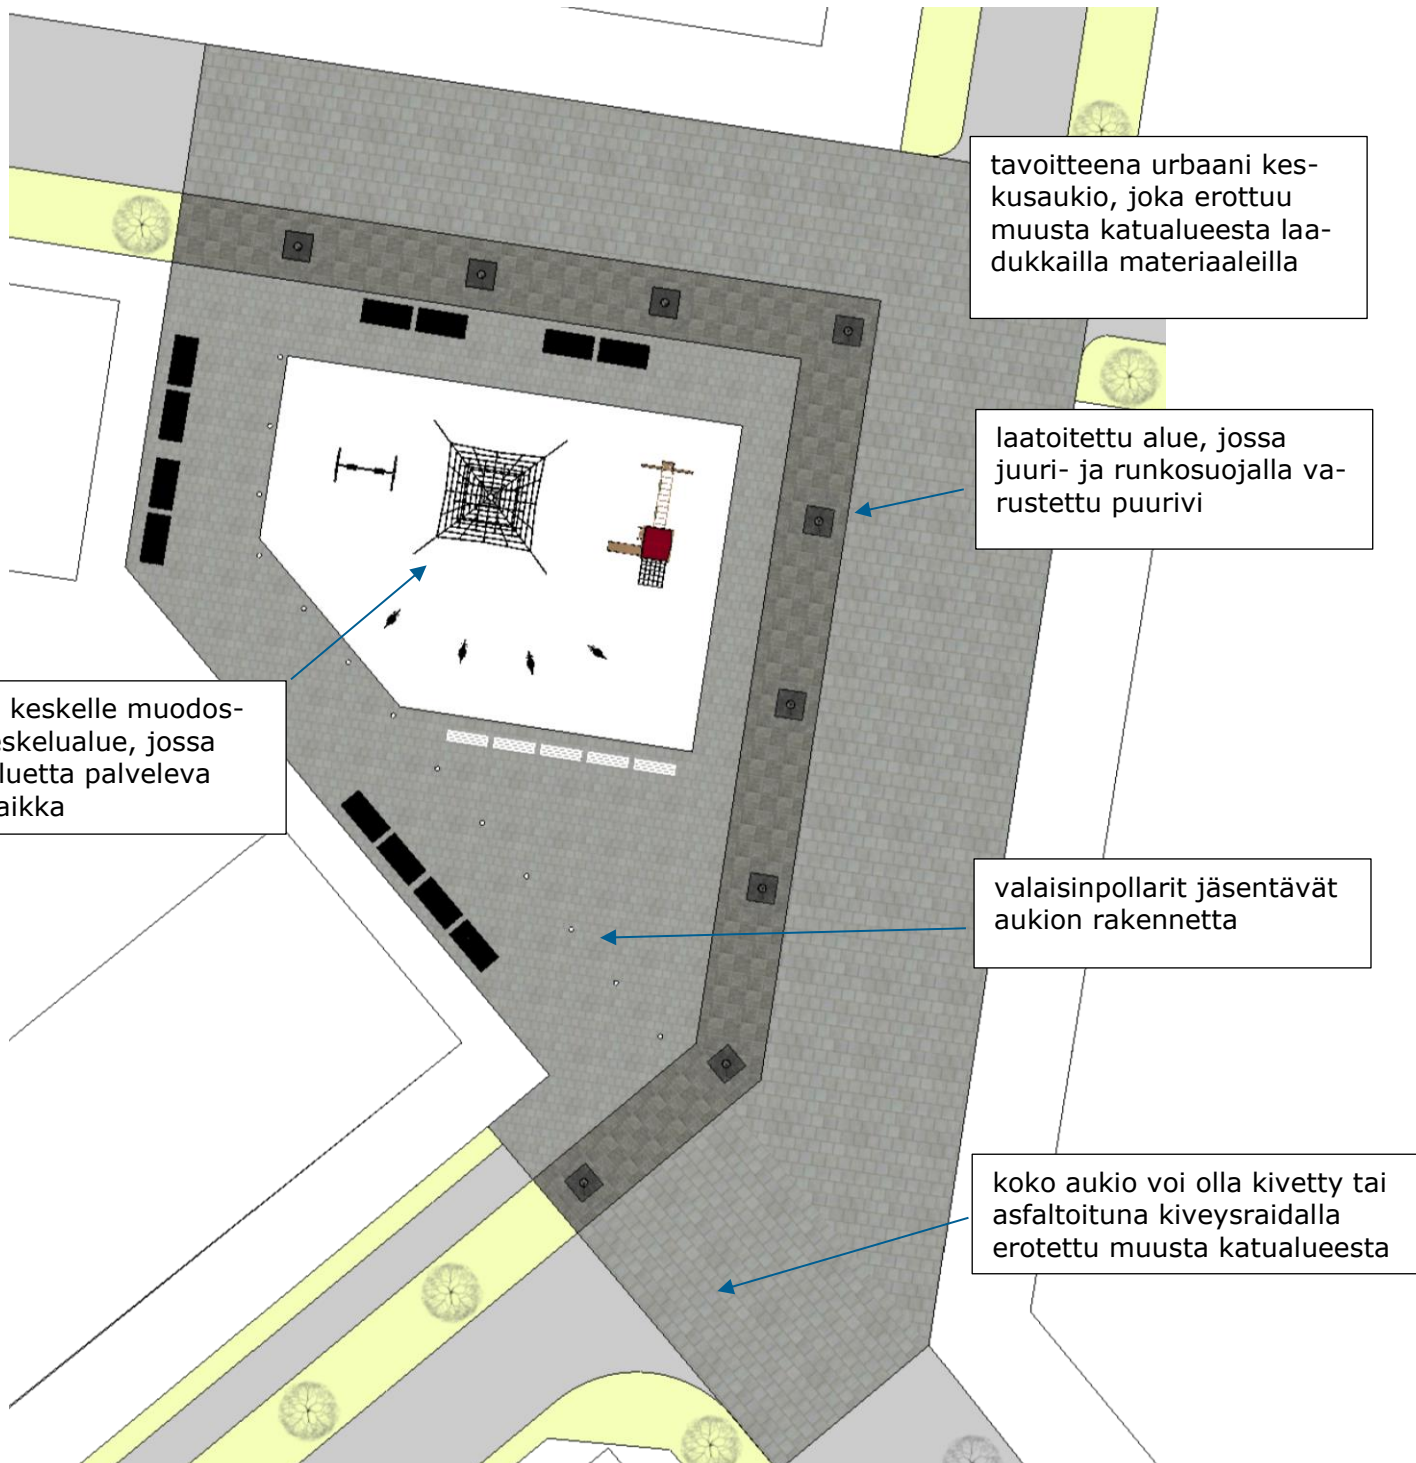 tavoitteena urbaani kes-
kusaukio, joka erottuu
muusta katualueesta laa-
dukkailla materiaaleilla
laatoitettu alue, jossa
juuri- ja runkosuojalla va-
rustettu puurivi
keskelle muodos-
eskelualue, jossa
luetta palveleva
aikka
valaisinpollarit jäsentävät
aukion rakennetta
koko aukio voi olla kivetty tai
asfaltoituna kiveysraidalla
erotettu muusta katualueesta